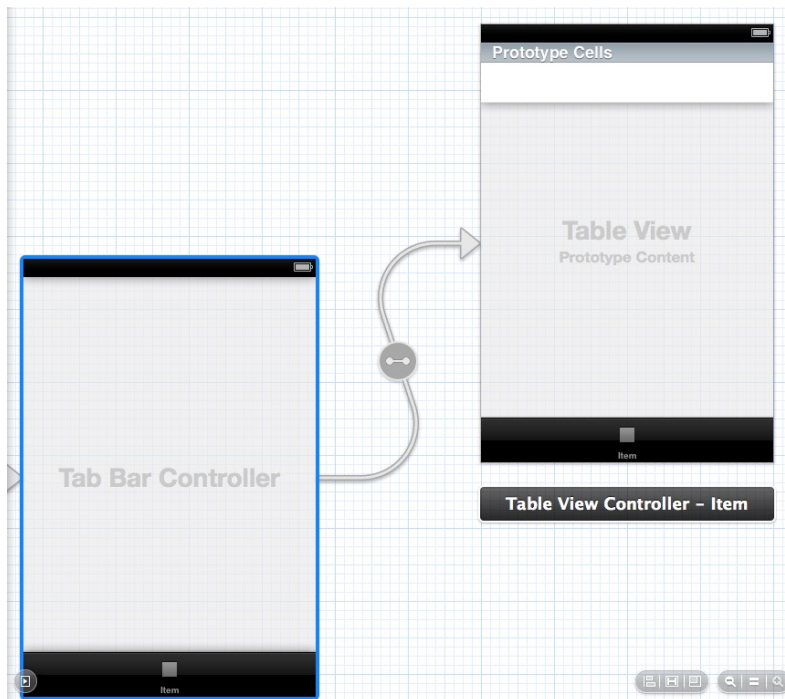 Prototype Cells
Table View
Prototype Content
Item
Table View Controller – Item
Tab Bar Controller
Item